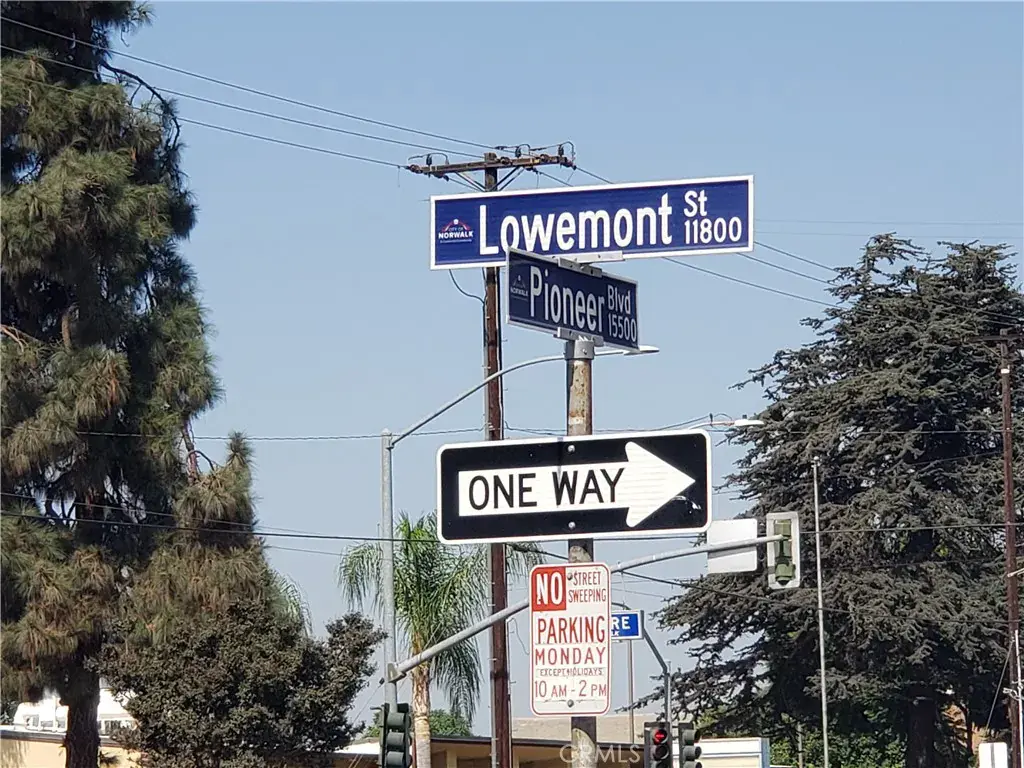 CITY OF
NORWALK
Lowemont St
11800
NORWALK
Pioneer Blvd
15500
ONE WAY
NO STREET
SWEEPING
PARKING
MONDAY
EXCEPT HOLIDAYS
10 AM - 2 PM
RE
CRMLS